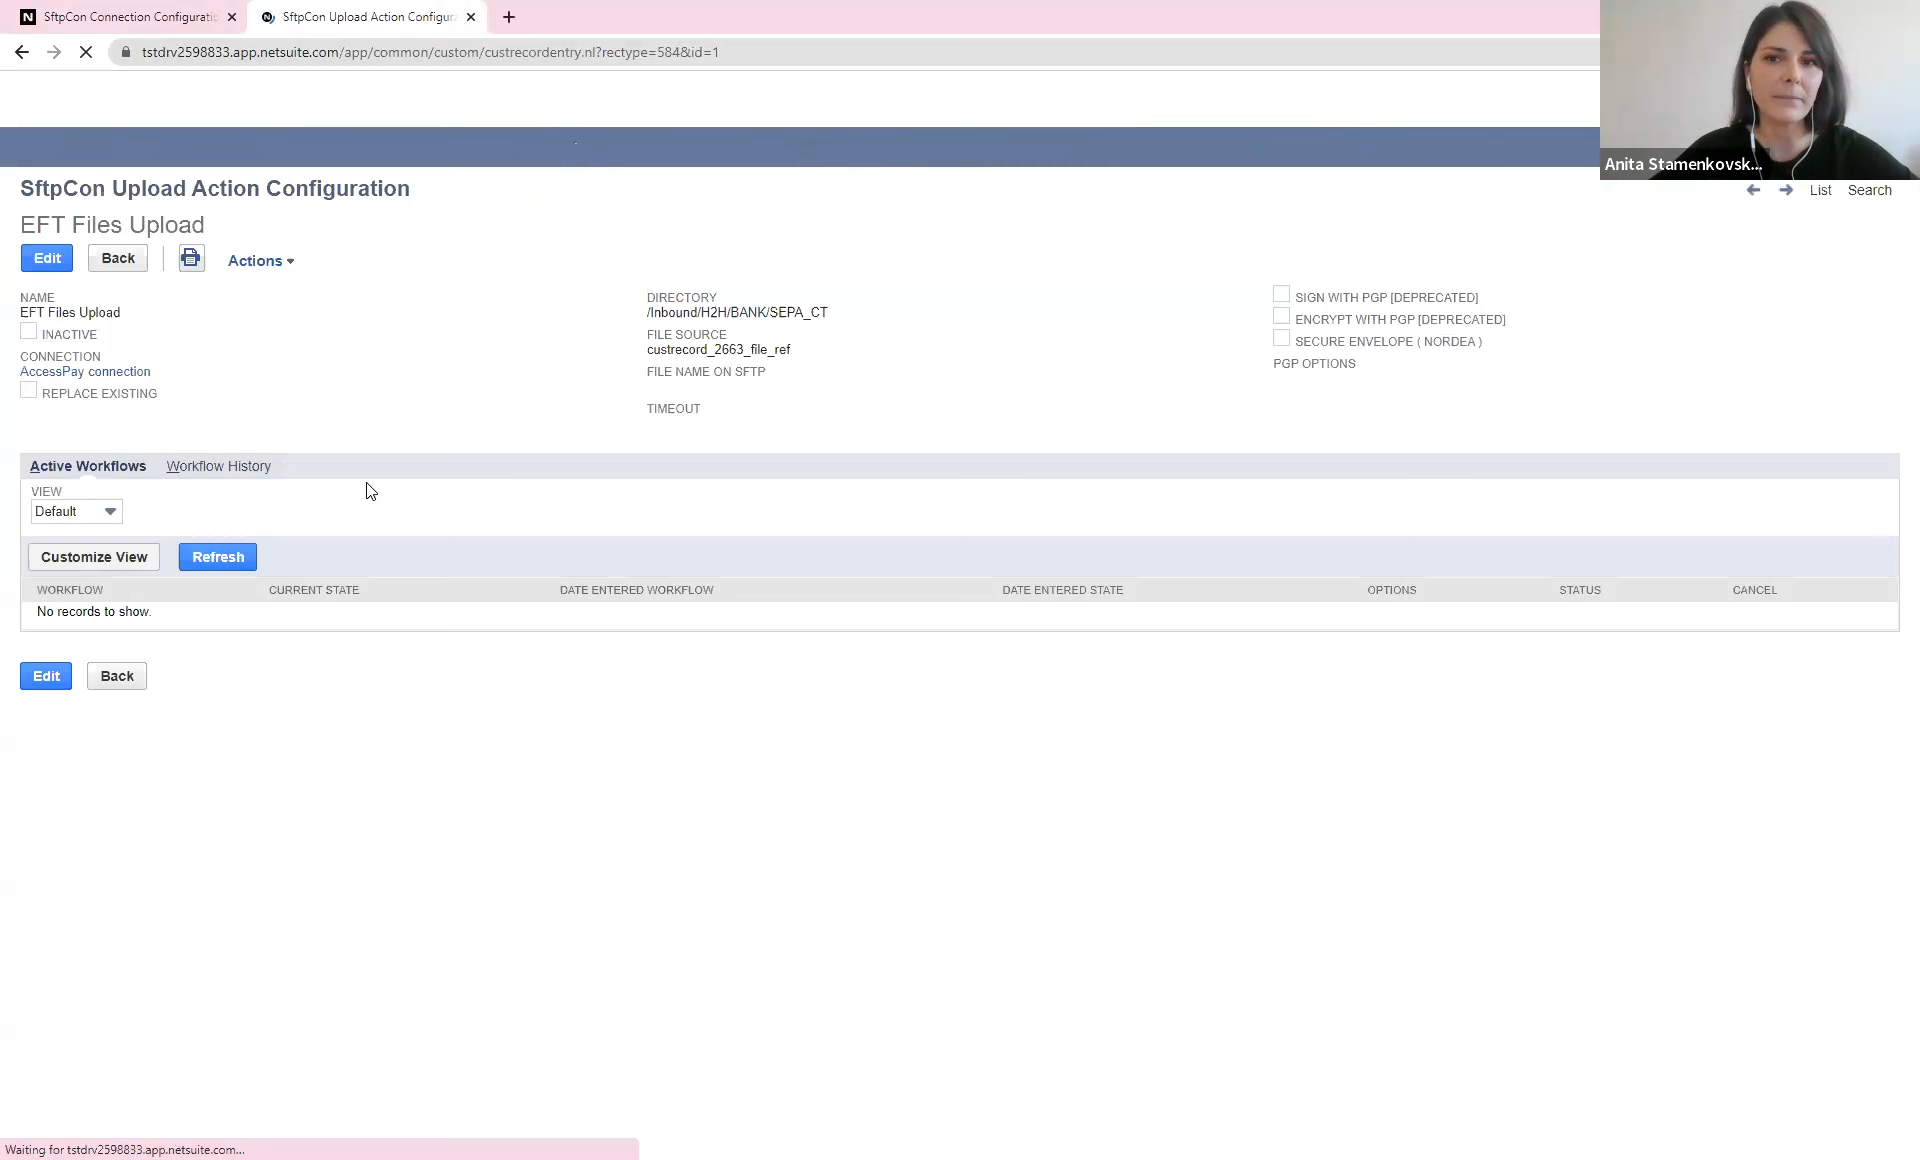 SftpCon Connection Configuratio
SftpCon Upload Action Configura
tstdrv2598833.app.netsuite.com/app/common/custom/custrecordentry.nl?rectype=584&id=1
Anita Stamenkovsk...
SftpCon Upload Action Configuration
List Search
EFT Files Upload
Edit Back Actions
NAME
EFT Files Upload
INACTIVE
CONNECTION
AccessPay connection
REPLACE EXISTING
DIRECTORY
/Inbound/H2H/BANK/SEPA_CT
FILE SOURCE
custrecord_2663_file_ref
FILE NAME ON SFTP
TIMEOUT
SIGN WITH PGP [DEPRECATED]
ENCRYPT WITH PGP [DEPRECATED]
SECURE ENVELOPE ( NORDEA )
PGP OPTIONS
Active Workflows Workflow History
VIEW
Default
Customize View Refresh
WORKFLOW CURRENT STATE DATE ENTERED WORKFLOW DATE ENTERED STATE OPTIONS STATUS CANCEL
No records to show.
Edit Back
Waiting for tstdrv2598833.app.netsuite.com...